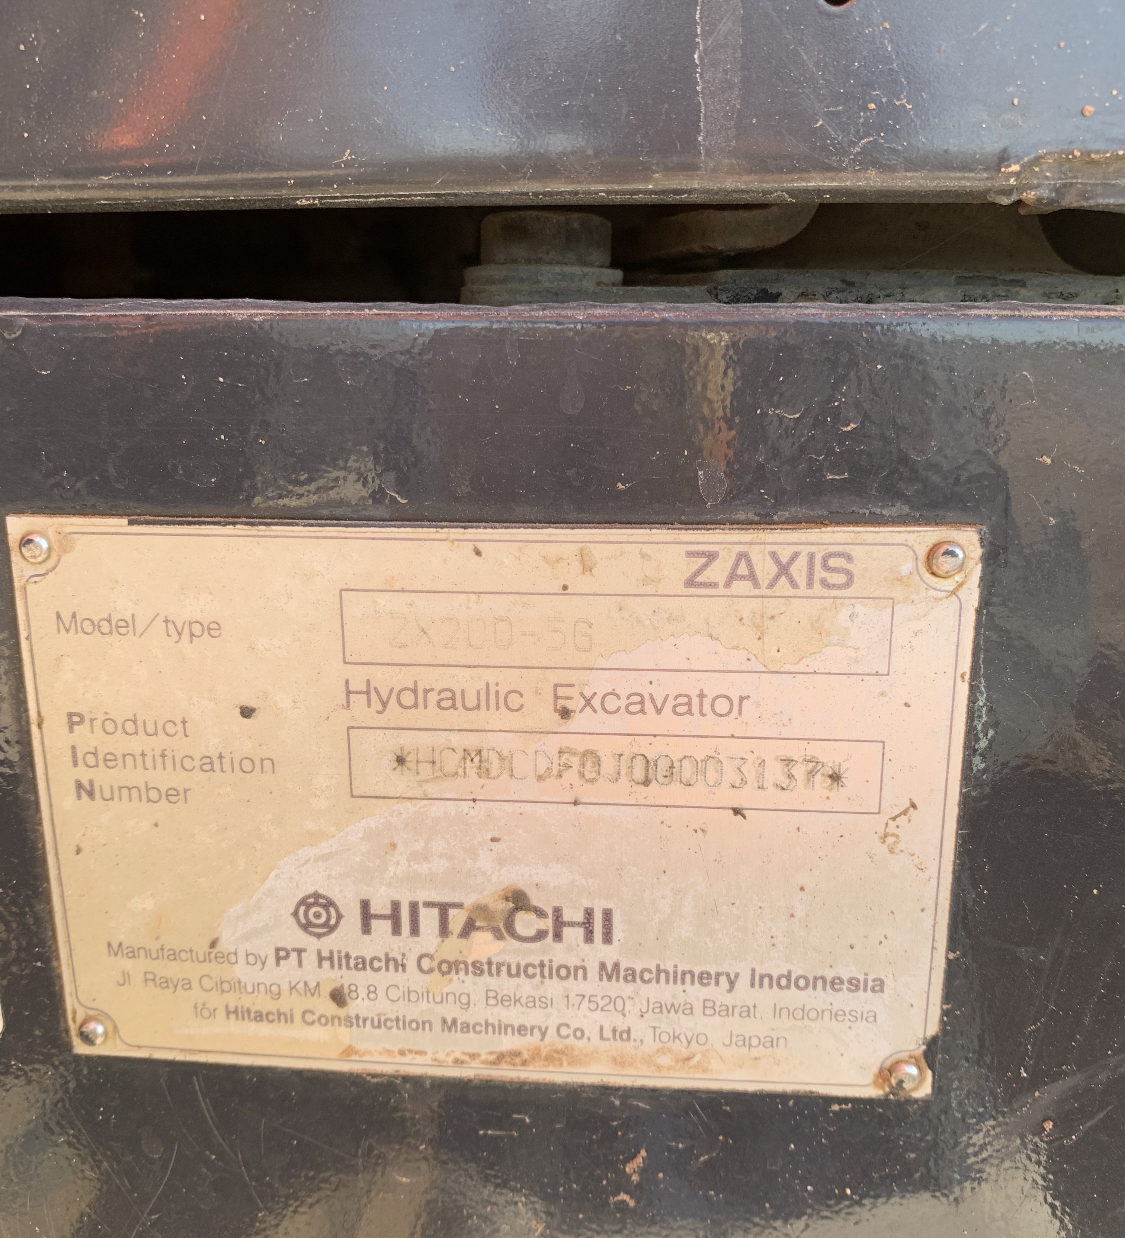 ZAXIS
Model/type ZX200-5G
Hydraulic Excavator
Product
Identification
Number
*HCMDCDF0J00003137*
HITACHI
Manufactured by PT Hitachi Construction Machinery Indonesia
Jl. Raya Cibitung KM. 48.8 Cibitung, Bekasi 17520, Jawa Barat, Indonesia
for Hitachi Construction Machinery Co, Ltd., Tokyo, Japan